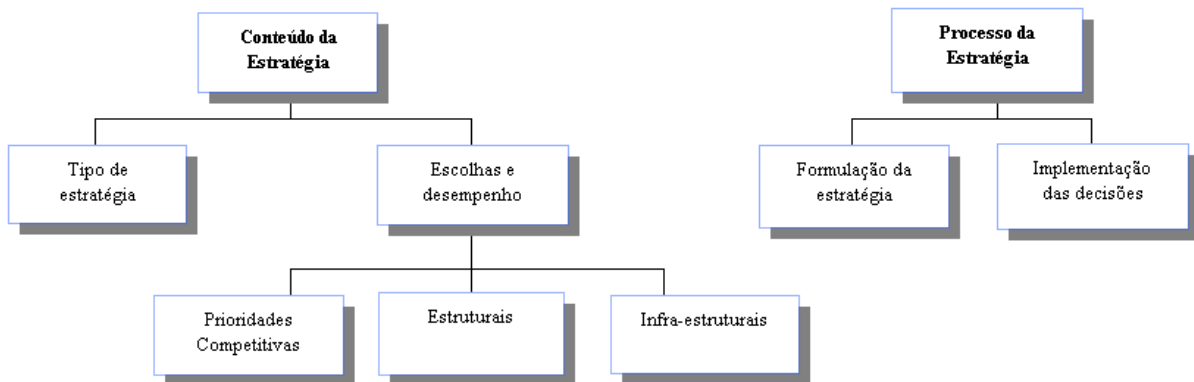 Conteúdo da
Estratégia
Processo da
Estratégia
Tipo de
estratégia
Escolhas e
desempenho
Formulação da
estratégia
Implementação
das decisões
Prioridades
Competitivas
Estruturais
Infra-estruturais